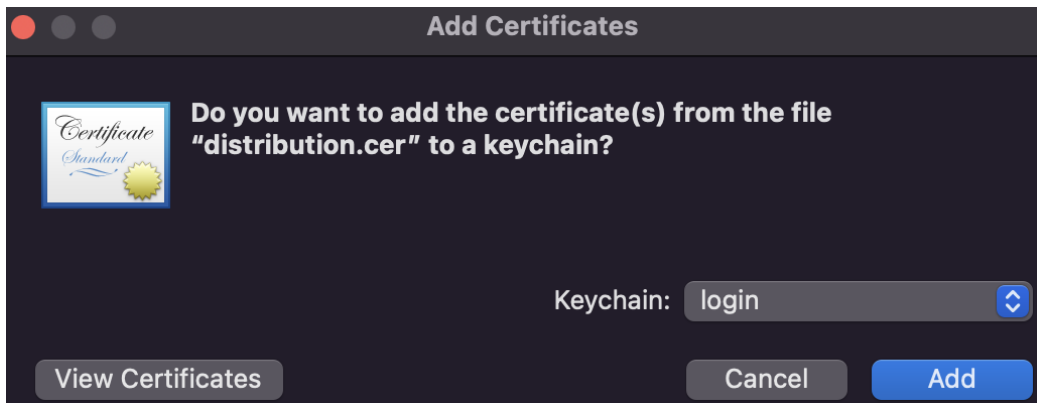 Add Certificates
Certificate
Standard
Do you want to add the certificate(s) from the file
“distribution.cer” to a keychain?
Keychain: login
View Certificates Cancel Add